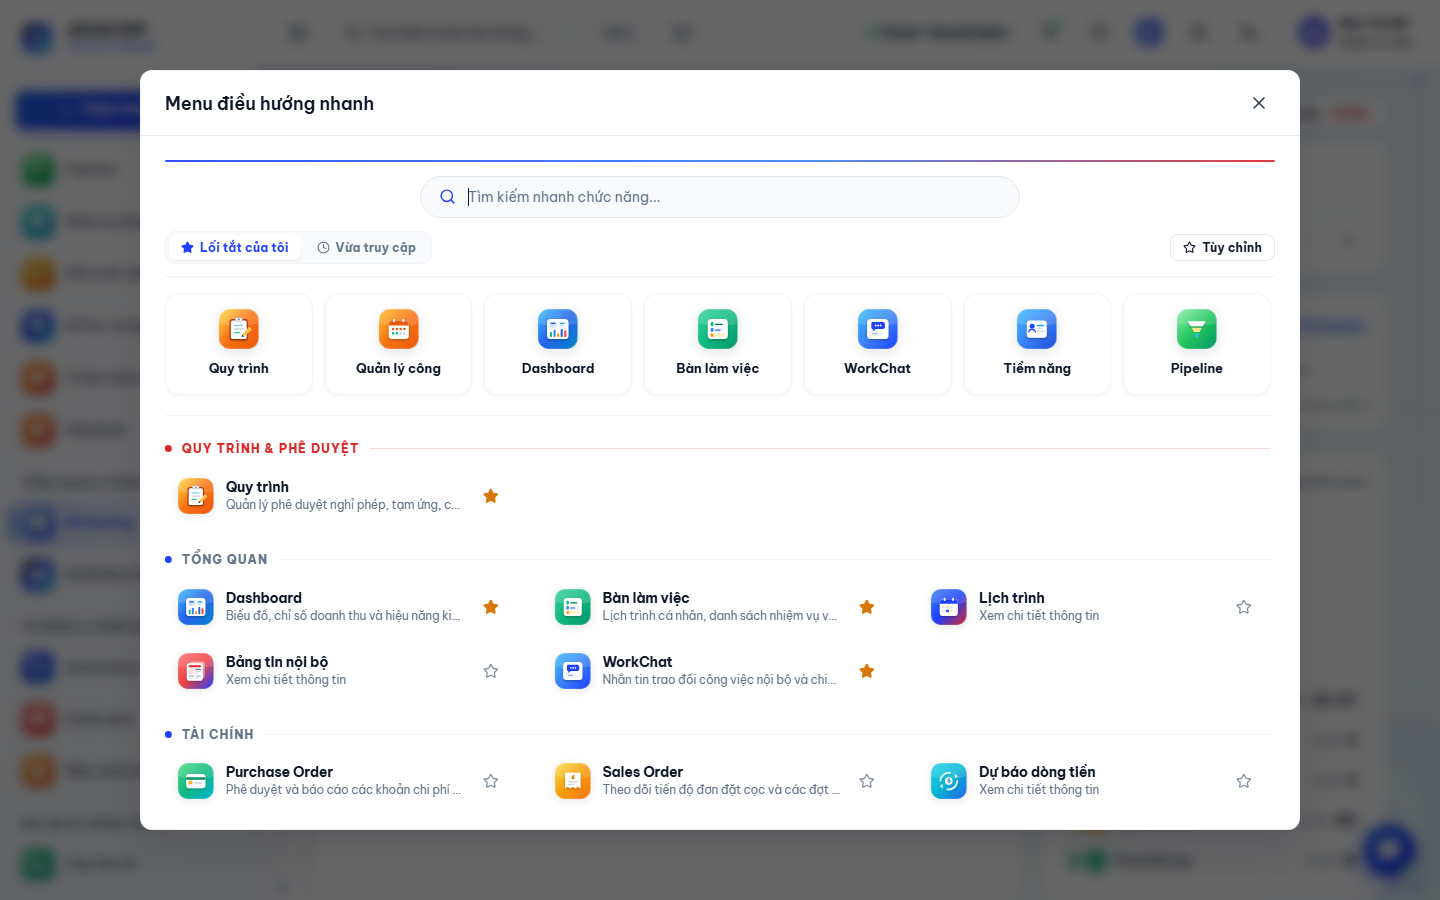 Menu điều hướng nhanh
Tìm kiếm nhanh chức năng...
Lối tắt của tôi
Vừa truy cập
Tùy chỉnh
Quy trình
Quản lý công
Dashboard
Bàn làm việc
WorkChat
Tiềm năng
Pipeline
QUY TRÌNH & PHÊ DUYỆT
Quy trình
Quản lý phê duyệt nghỉ phép, tạm ứng, c...
TỔNG QUAN
Dashboard
Biểu đồ, chỉ số doanh thu và hiệu năng ki...
Bàn làm việc
Lịch trình cá nhân, danh sách nhiệm vụ v...
Lịch trình
Xem chi tiết thông tin
Bảng tin nội bộ
Xem chi tiết thông tin
WorkChat
Nhắn tin trao đổi công việc nội bộ và chi...
TÀI CHÍNH
Purchase Order
Phê duyệt và báo cáo các khoản chi phí ...
Sales Order
Theo dõi tiến độ đơn đặt cọc và các đợt ...
Dự báo dòng tiền
Xem chi tiết thông tin